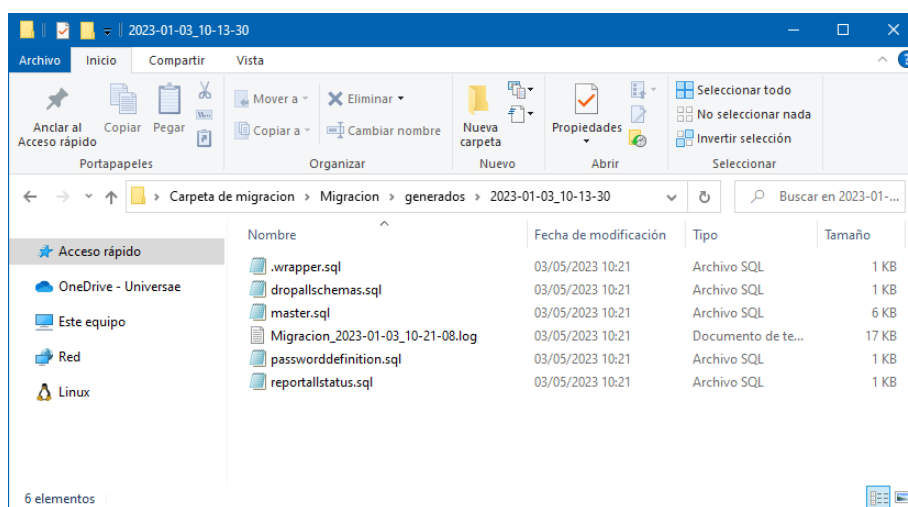 2023-01-03_10-13-30
Archivo Inicio Compartir Vista
Anclar al
Acceso rápido
Copiar
Pegar
Portapapeles
Mover a
Copiar a
Eliminar
Cambiar nombre
Organizar
Nueva
carpeta
Nuevo
Propiedades
Abrir
Seleccionar todo
No seleccionar nada
Invertir selección
Seleccionar
Carpeta de migracion > Migracion > generados > 2023-01-03_10-13-30
Buscar en 2023-01-...
Acceso rápido
OneDrive - Universae
Este equipo
Red
Linux
Nombre Fecha de modificación Tipo Tamaño
.wrapper.sql 03/05/2023 10:21 Archivo SQL 1 KB
dropallschemas.sql 03/05/2023 10:21 Archivo SQL 1 KB
master.sql 03/05/2023 10:21 Archivo SQL 6 KB
Migracion_2023-01-03_10-21-08.log 03/05/2023 10:21 Documento de te... 17 KB
passworddefinition.sql 03/05/2023 10:21 Archivo SQL 1 KB
reportallstatus.sql 03/05/2023 10:21 Archivo SQL 1 KB
6 elementos